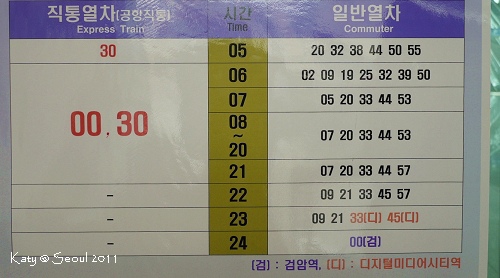 직통열차(공항직통) 시간 일반열차
Express Train Time Commuter
30 05 20 32 38 44 50 55
06 02 09 19 25 32 39 50
07 05 20 33 44 53
00, 30
08
~
20
07 20 33 44 53
21 07 20 33 44 57
- 22 09 21 33 45 57
- 23 09 21 33(디) 45(디)
- 24 00(검)
(검) : 검암역, (디) : 디지털미디어시티역
Katy @ Seoul 2011